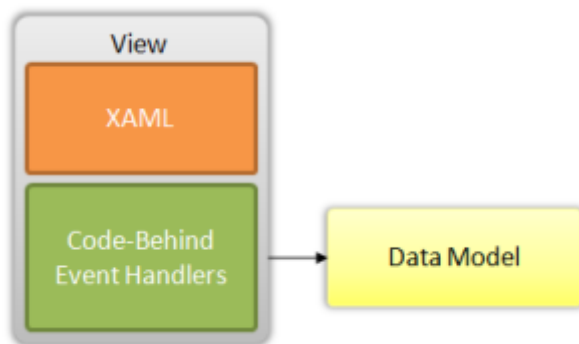 View
XAML
Code-Behind
Event Handlers
Data Model